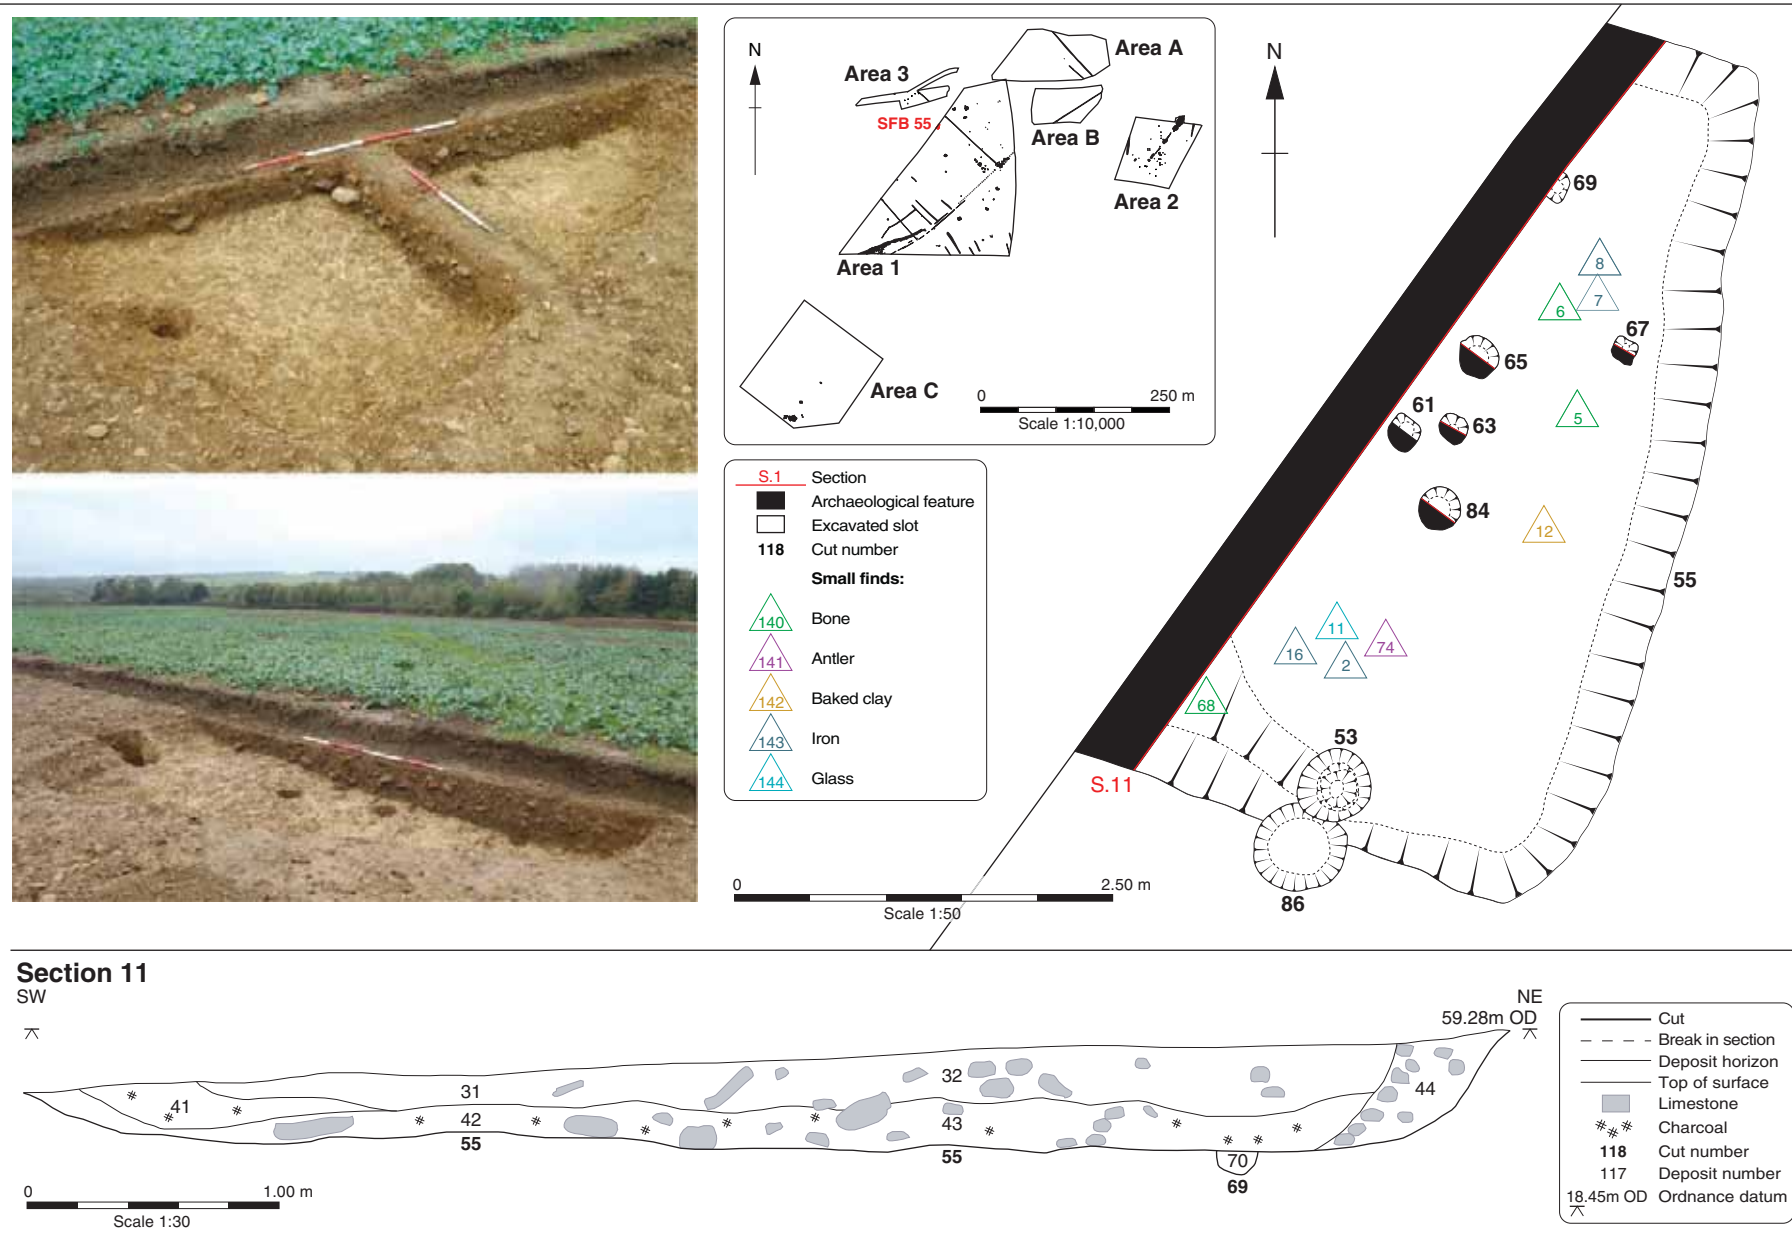 N
Area A
Area 3
SFB 55
Area B
Area 2
Area 1
Area C
0 250 m
Scale 1:10,000
S.1 Section
Archaeological feature
Excavated slot
118 Cut number
Small finds:
140 Bone
141 Antler
142 Baked clay
143 Iron
144 Glass
N
69
8
7
6
67
65
5
61
63
84
12
55
11
74
16
2
68
53
S.11
86
0 2.50 m
Scale 1:50
Section 11
SW
NE
59.28m OD
31
32
41
42
43
44
55
55
70
69
0 1.00 m
Scale 1:30
Cut
Break in section
Deposit horizon
Top of surface
Limestone
Charcoal
118 Cut number
117 Deposit number
18.45m OD Ordnance datum